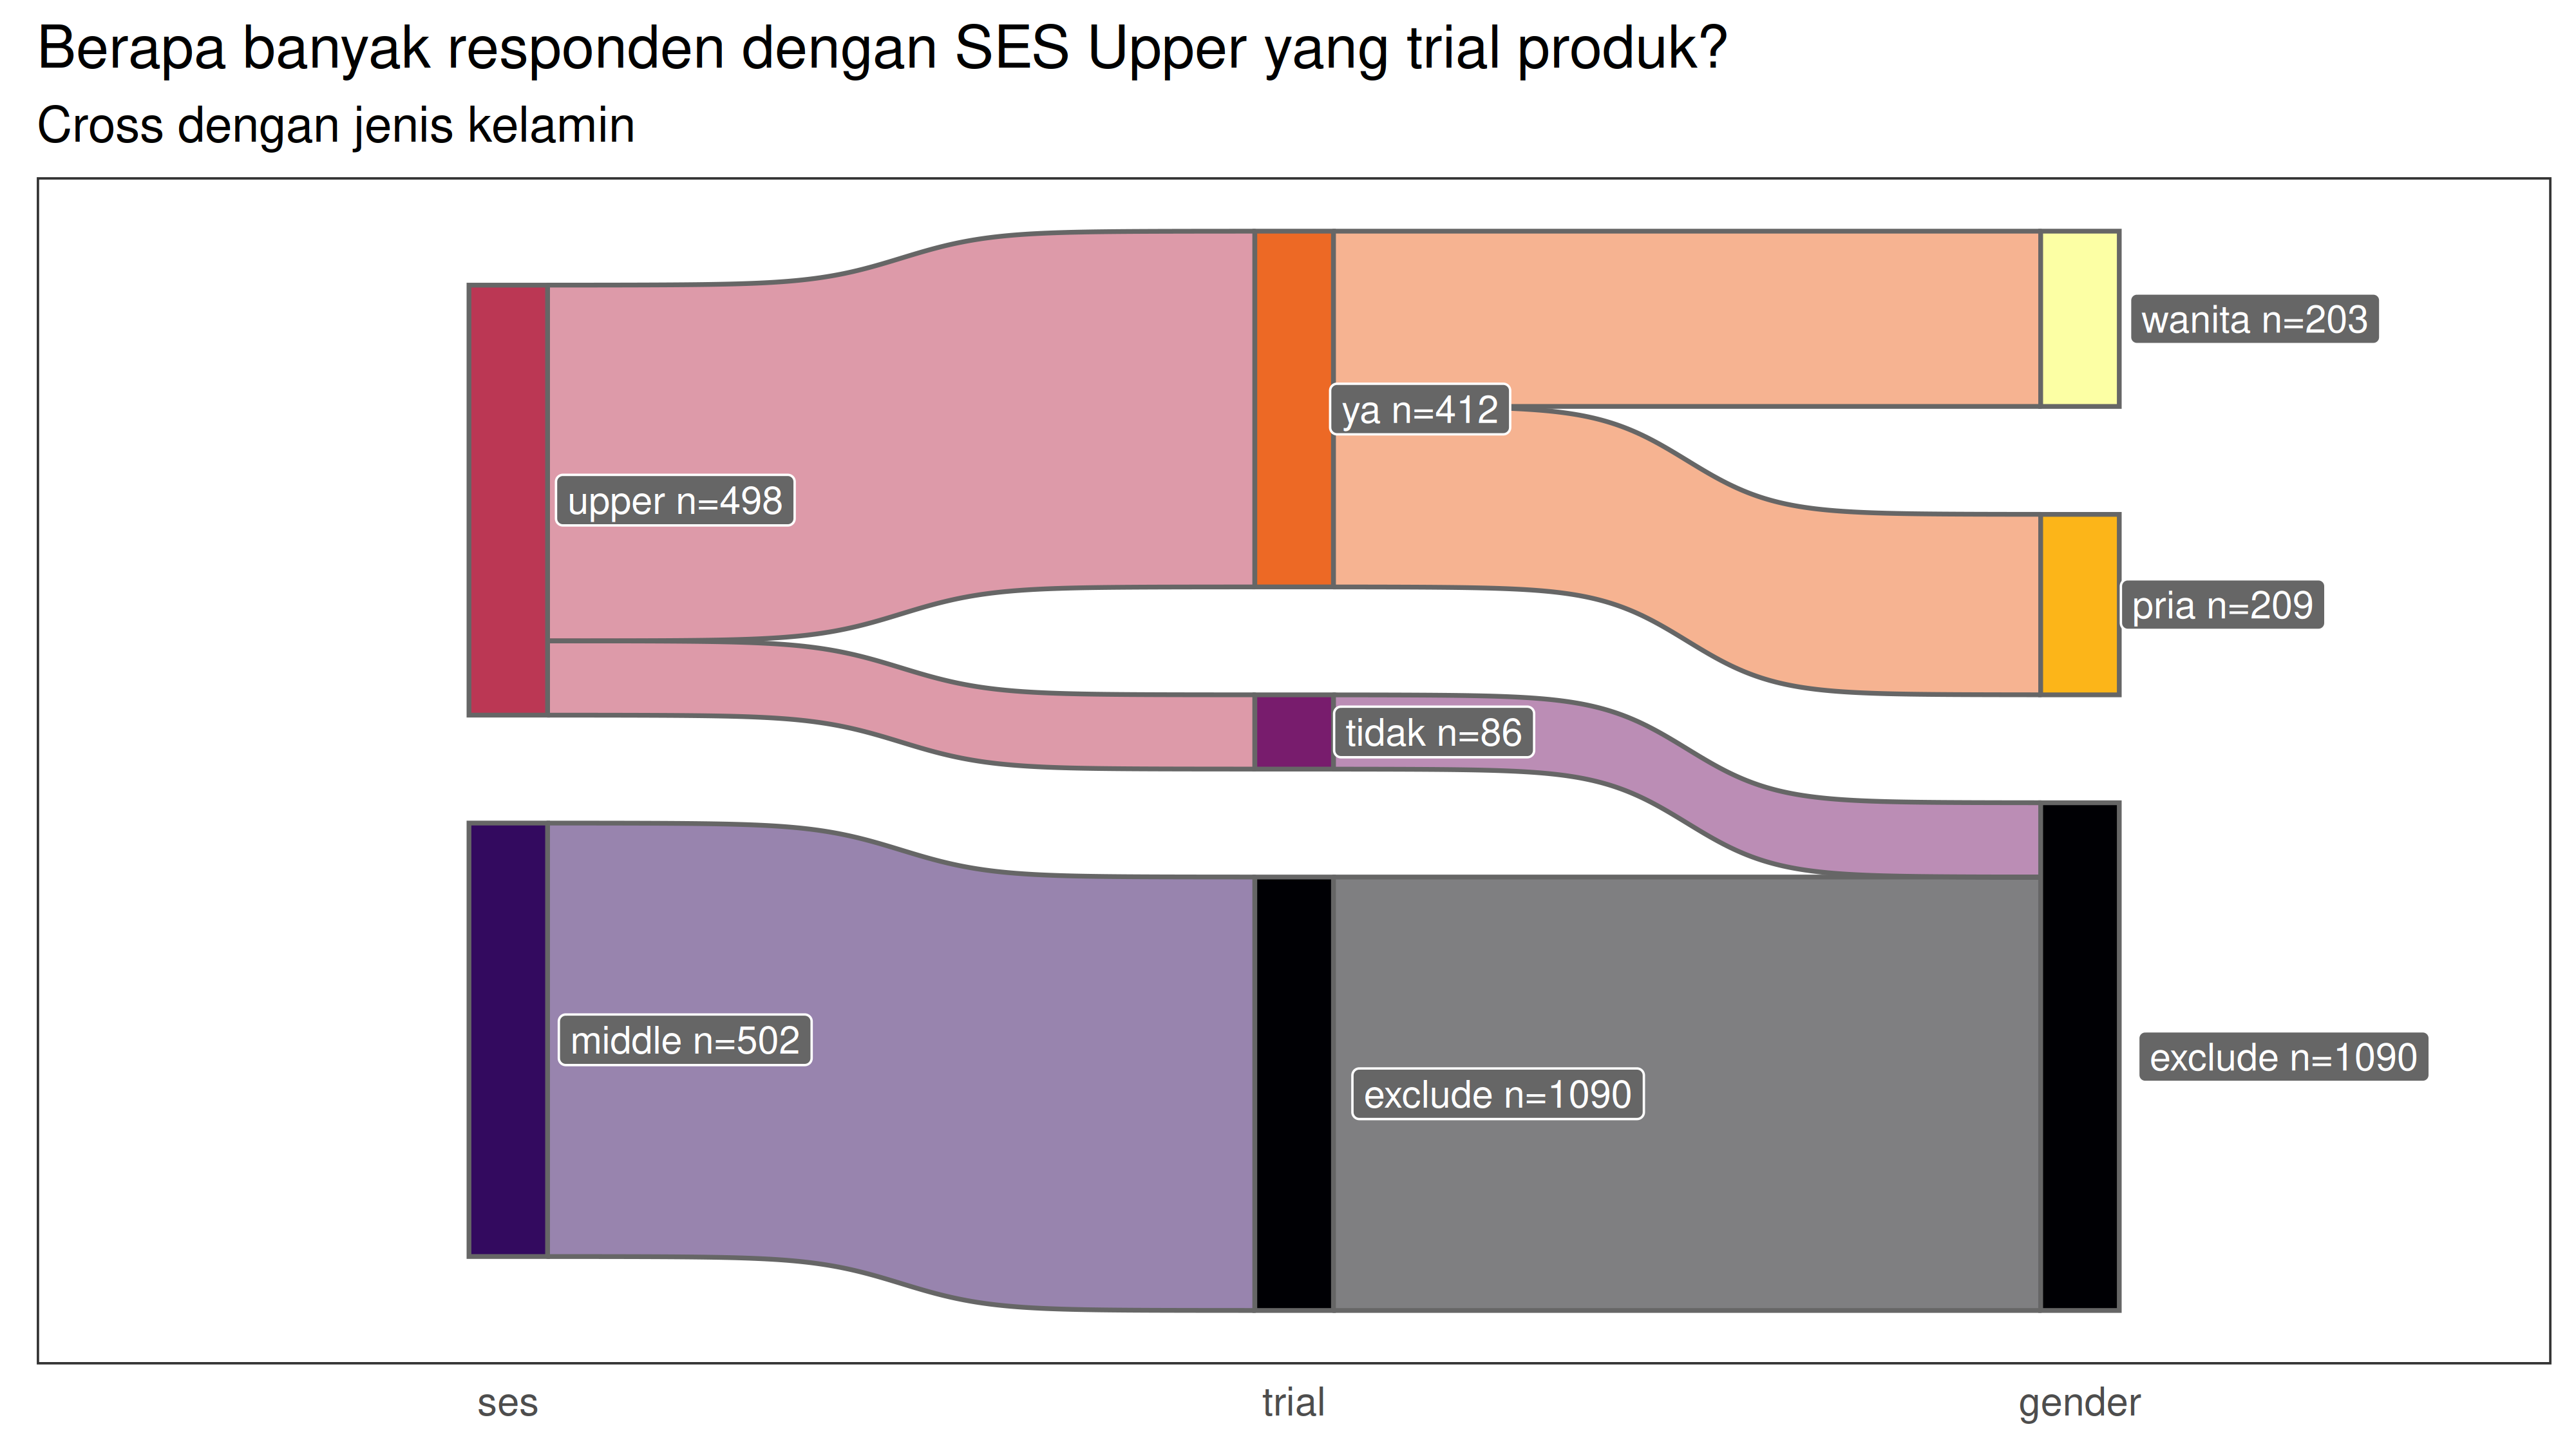 Berapa banyak responden dengan SES Upper yang trial produk?
Cross dengan jenis kelamin
wanita n=203
ya n=412
upper n=498
pria n=209
tidak n=86
middle n=502
exclude n=1090
exclude n=1090
ses
trial
gender